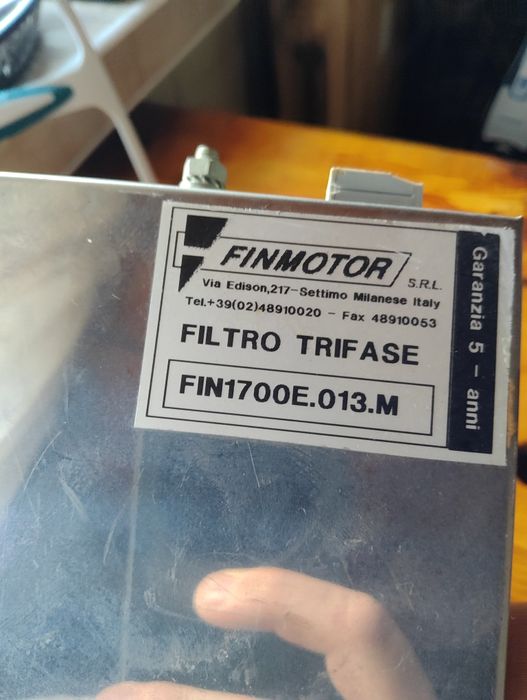 FINMOTOR S.R.L.
Via Edison,217-Settimo Milanese Italy
Tel.+39(02)48910020 - Fax 48910053
FILTRO TRIFASE
FIN1700E.013.M
Garanzia 5 - anni